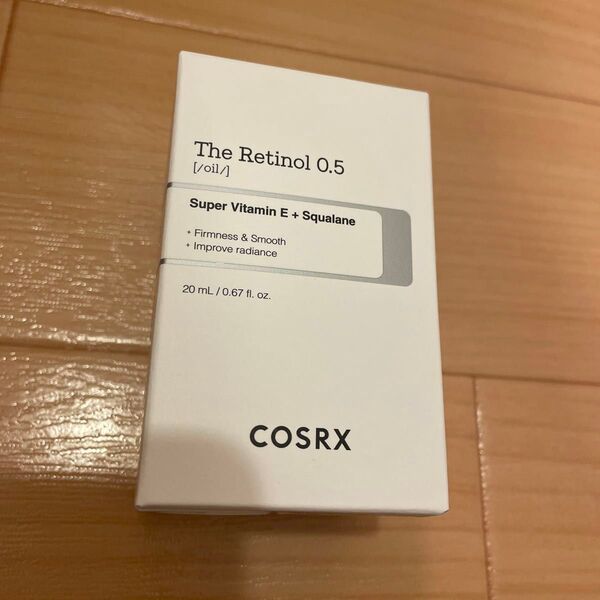 The Retinol 0.5
[/oil/]
Super Vitamin E + Squalane
+ Firmness & Smooth
+ Improve radiance
20 mL / 0.67 fl. oz.
COSRX